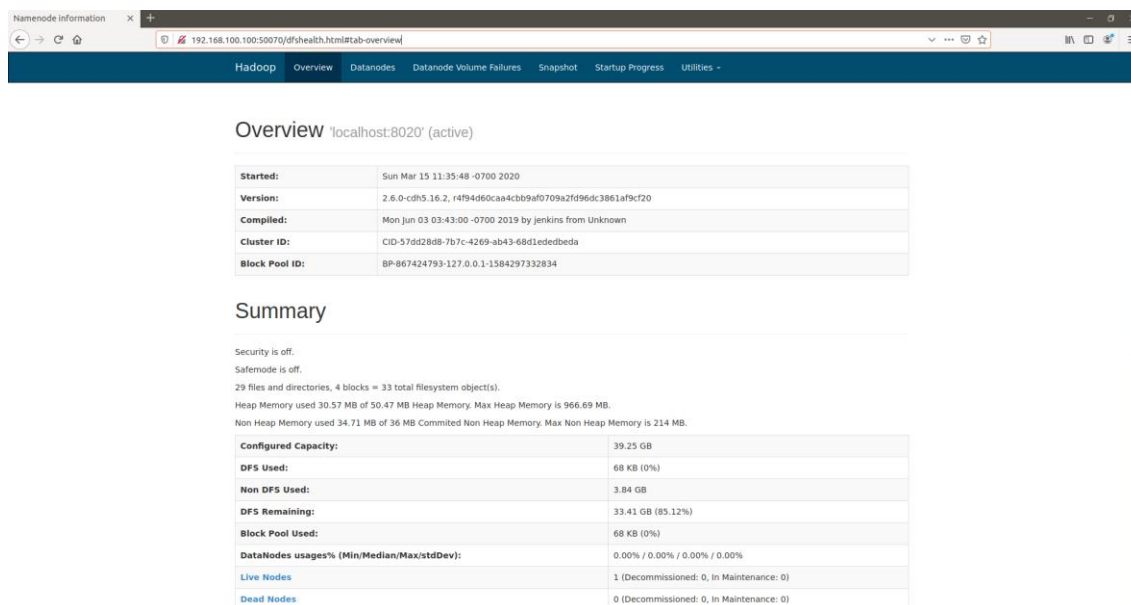 Namenode information
192.168.100.100:50070/dfshealth.html#tab-overview
Hadoop Overview Datanodes Datanode Volume Failures Snapshot Startup Progress Utilities
Overview 'localhost:8020' (active)
Started: Sun Mar 15 11:35:48 -0700 2020
Version: 2.6.0-cdh5.16.2, r4f94d60caa4cbb9af0709a2fd96dc3861af9cf20
Compiled: Mon Jun 03 03:43:00 -0700 2019 by jenkins from Unknown
Cluster ID: CID-57dd28d8-7b7c-4269-ab43-68d1ededbeda
Block Pool ID: BP-867424793-127.0.0.1-1584297332834
Summary
Security is off.
Safemode is off.
29 files and directories, 4 blocks = 33 total filesystem object(s).
Heap Memory used 30.57 MB of 50.47 MB Heap Memory. Max Heap Memory is 966.69 MB.
Non Heap Memory used 34.71 MB of 36 MB Commited Non Heap Memory. Max Non Heap Memory is 214 MB.
Configured Capacity: 39.25 GB
DFS Used: 68 KB (0%)
Non DFS Used: 3.84 GB
DFS Remaining: 33.41 GB (85.12%)
Block Pool Used: 68 KB (0%)
DataNodes usages% (Min/Median/Max/stdDev): 0.00% / 0.00% / 0.00% / 0.00%
Live Nodes 1 (Decommissioned: 0, In Maintenance: 0)
Dead Nodes 0 (Decommissioned: 0, In Maintenance: 0)